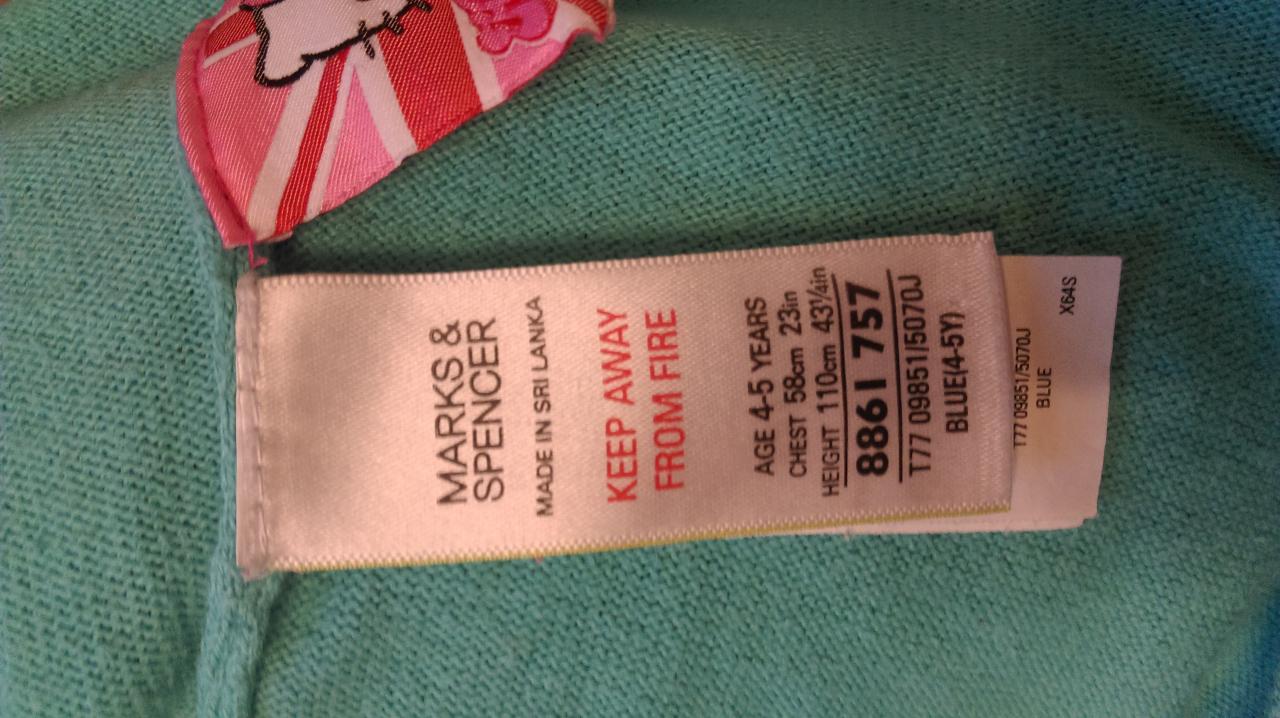 MARKS &
SPENCER
MADE IN SRI LANKA
KEEP AWAY
FROM FIRE
AGE 4-5 YEARS
CHEST 58cm 23in
HEIGHT 110cm 43¼in
8861 757
T77 09851/5070J
BLUE(4-5Y)
T77 09851/5070J
BLUE
X64S